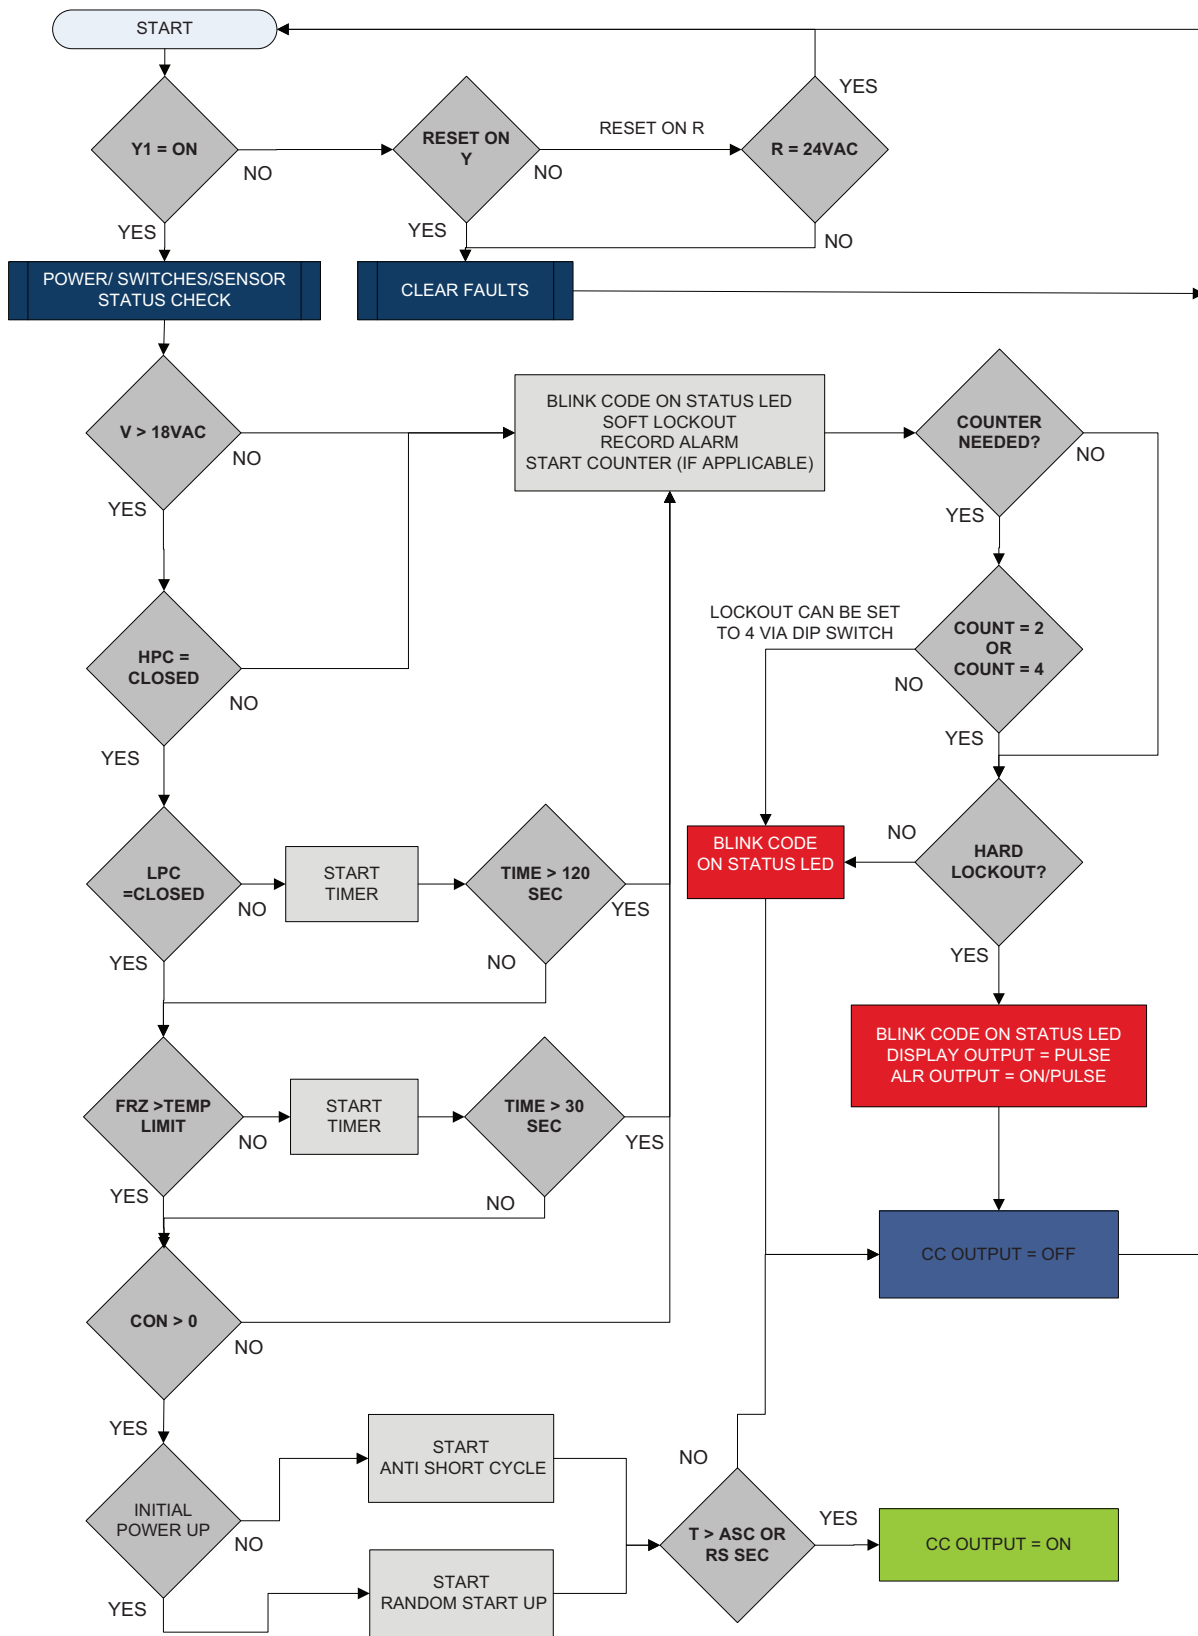 START
YES
Y1 = ON
NO
RESET ON
Y
NO
RESET ON R
R = 24VAC
YES
YES
NO
POWER/ SWITCHES/SENSOR
STATUS CHECK
CLEAR FAULTS
V > 18VAC
NO
YES
BLINK CODE ON STATUS LED
SOFT LOCKOUT
RECORD ALARM
START COUNTER (IF APPLICABLE)
COUNTER
NEEDED?
NO
YES
HPC =
CLOSED
NO
YES
LOCKOUT CAN BE SET
TO 4 VIA DIP SWITCH
COUNT = 2
OR
COUNT = 4
NO
YES
LPC
=CLOSED
NO
YES
START
TIMER
TIME > 120
SEC
YES
NO
BLINK CODE
ON STATUS LED
NO
HARD
LOCKOUT?
YES
BLINK CODE ON STATUS LED
DISPLAY OUTPUT = PULSE
ALR OUTPUT = ON/PULSE
FRZ >TEMP
LIMIT
NO
YES
START
TIMER
TIME > 30
SEC
YES
NO
CC OUTPUT = OFF
CON > 0
NO
YES
INITIAL
POWER UP
NO
YES
START
ANTI SHORT CYCLE
START
RANDOM START UP
NO
T > ASC OR
RS SEC
YES
CC OUTPUT = ON